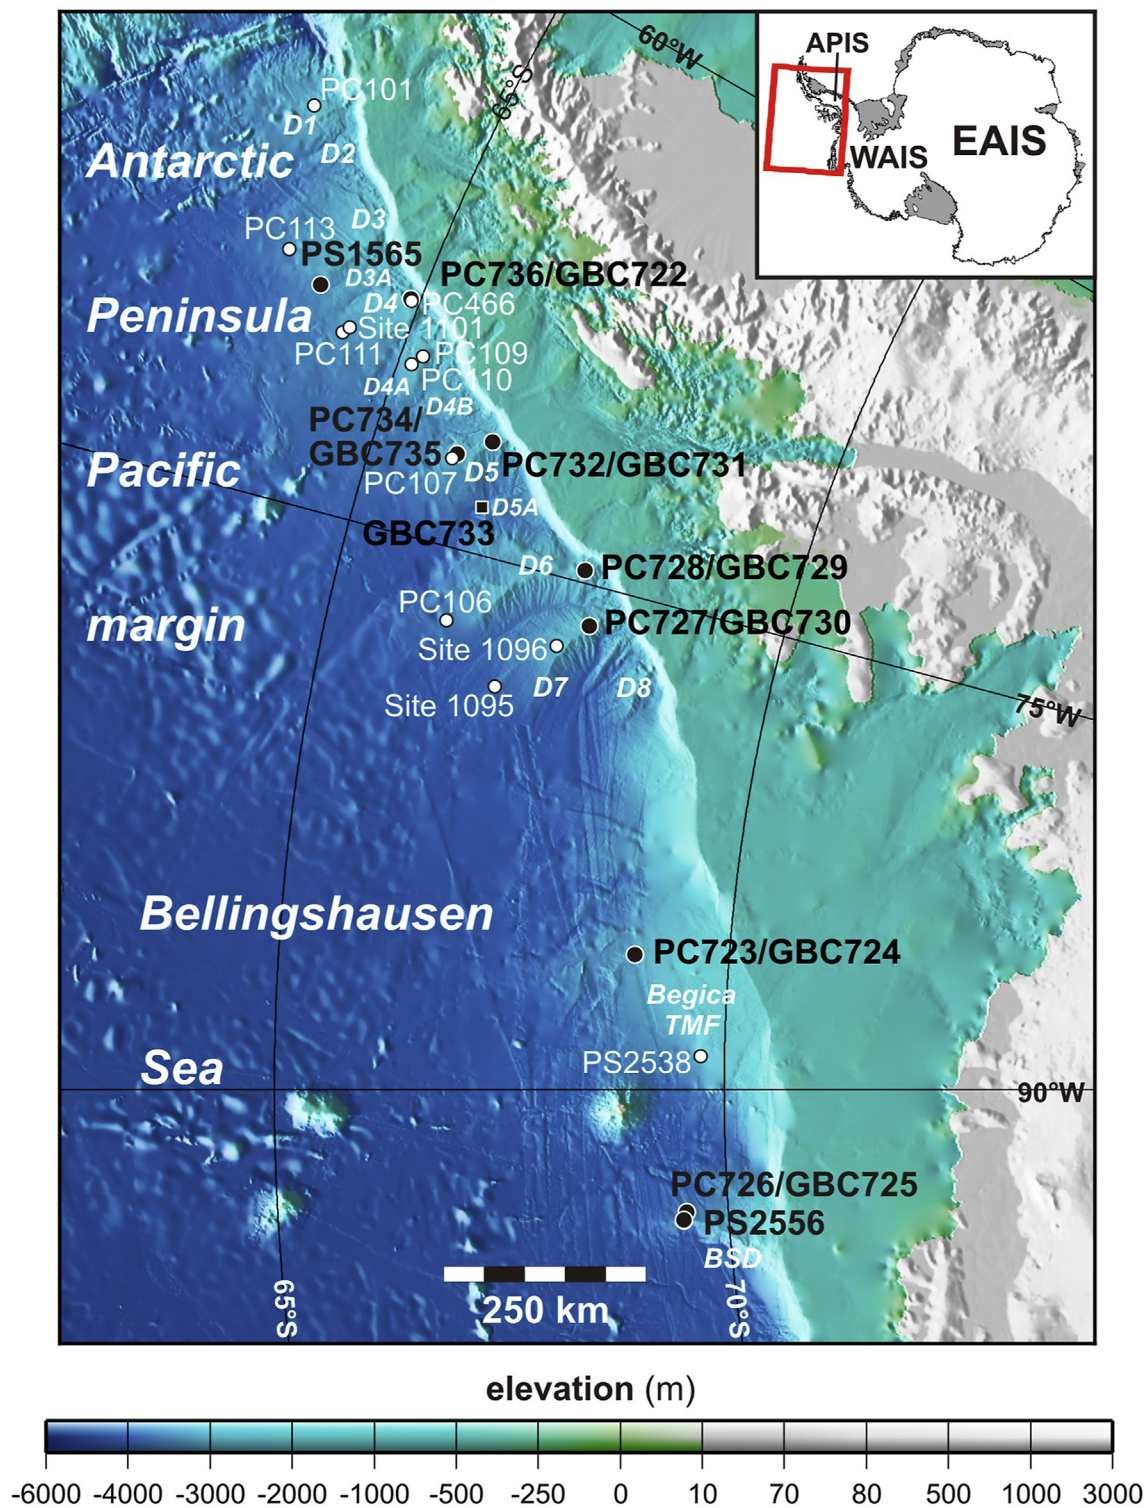 60°W
APIS
WAIS
EAIS
65°S
PC101
D1
D2
Antarctic
D3
PC113
PS1565
D3A
PC736/GBC722
D4
PC466
Peninsula
Site 1101
PC111
PC109
PC110
D4A
D4B
PC734/
GBC735
PC732/GBC731
D5
PC107
Pacific
D5A
GBC733
D6
PC728/GBC729
PC106
PC727/GBC730
margin
Site 1096
D7
D8
Site 1095
75°W
Bellingshausen
PC723/GBC724
Begica
TMF
PS2538
Sea
90°W
PC726/GBC725
PS2556
BSD
65°S
250 km
70°S
elevation (m)
-6000 -4000 -3000 -2000 -1000 -500 -250 0 10 70 80 500 1000 3000